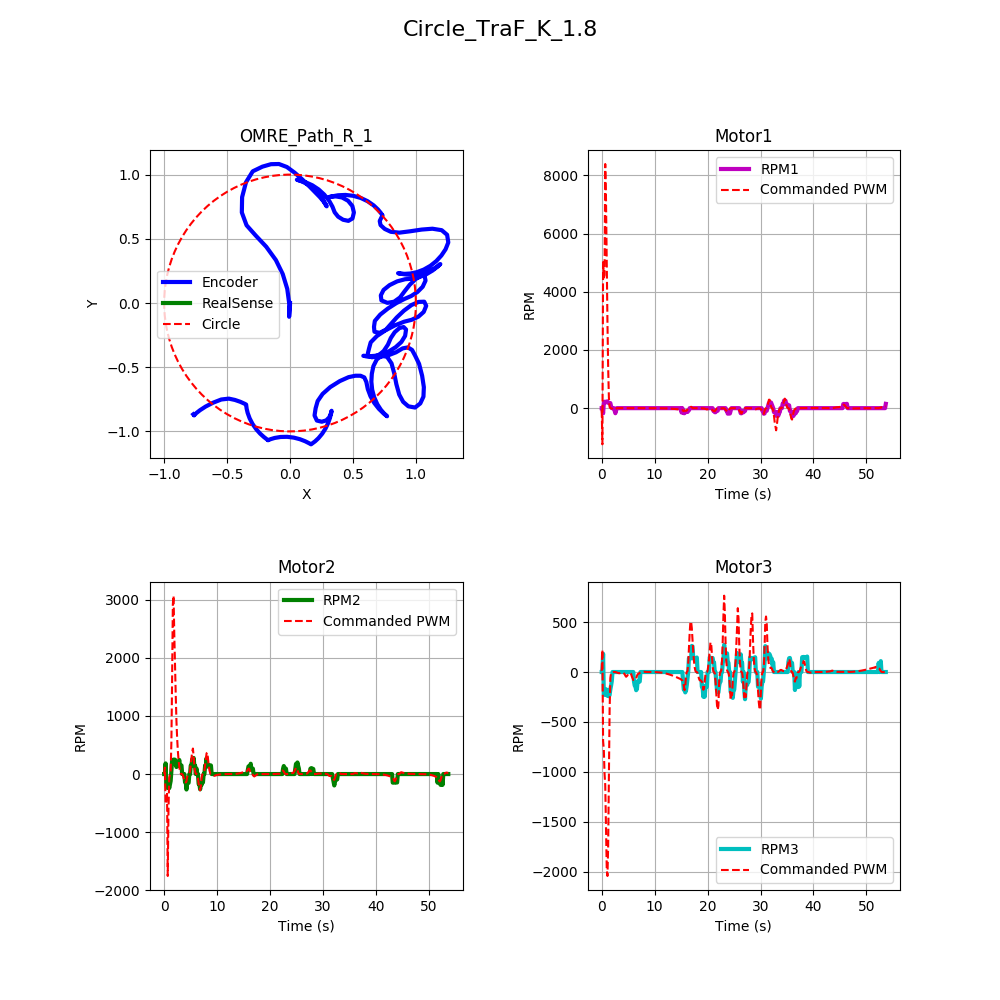 Circle_TraF_K_1.8
OMRE_Path_R_1
1.0
0.5
0.0
−0.5
−1.0
Y
Encoder
RealSense
Circle
−1.0 −0.5 0.0 0.5 1.0
X
Motor1
8000
6000
4000
2000
0
RPM
RPM1
Commanded PWM
0 10 20 30 40 50
Time (s)
Motor2
3000
2000
1000
0
−1000
−2000
RPM
RPM2
Commanded PWM
0 10 20 30 40 50
Time (s)
Motor3
500
0
−500
−1000
−1500
−2000
RPM
RPM3
Commanded PWM
0 10 20 30 40 50
Time (s)